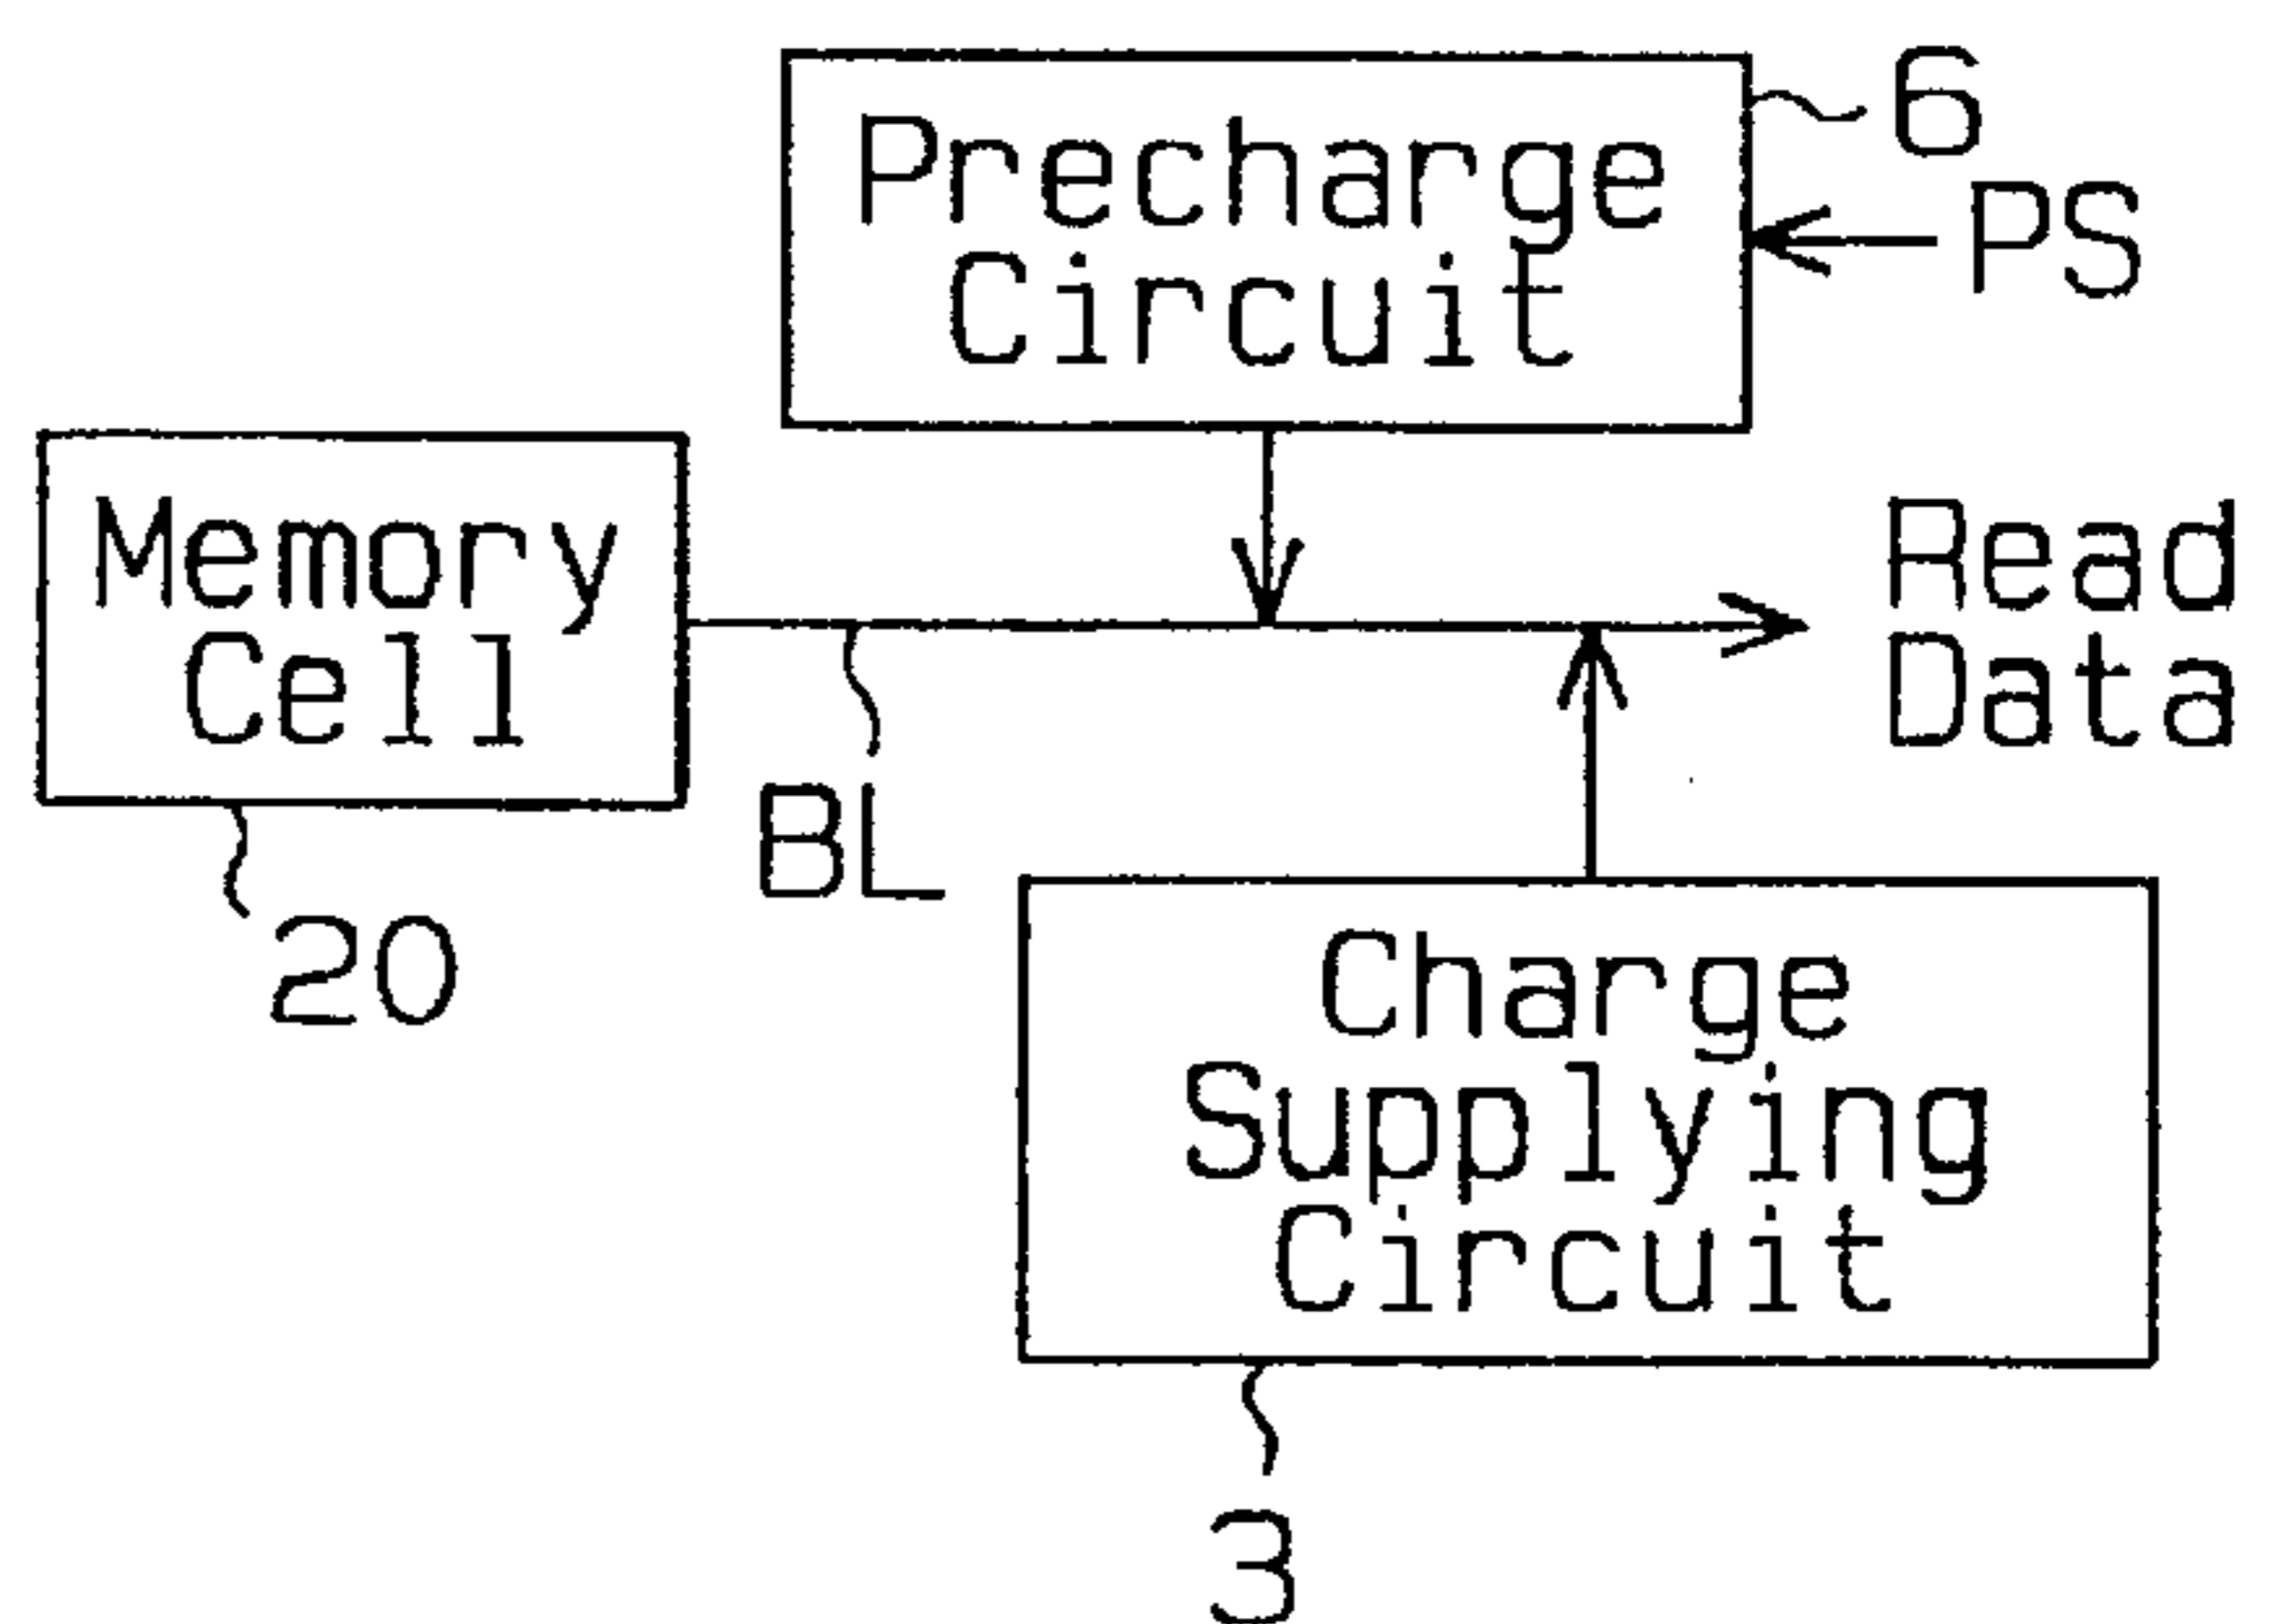 Precharge
Circuit
6
PS
Memory
Cell
20
BL
Read
Data
Charge
Supplying
Circuit
3